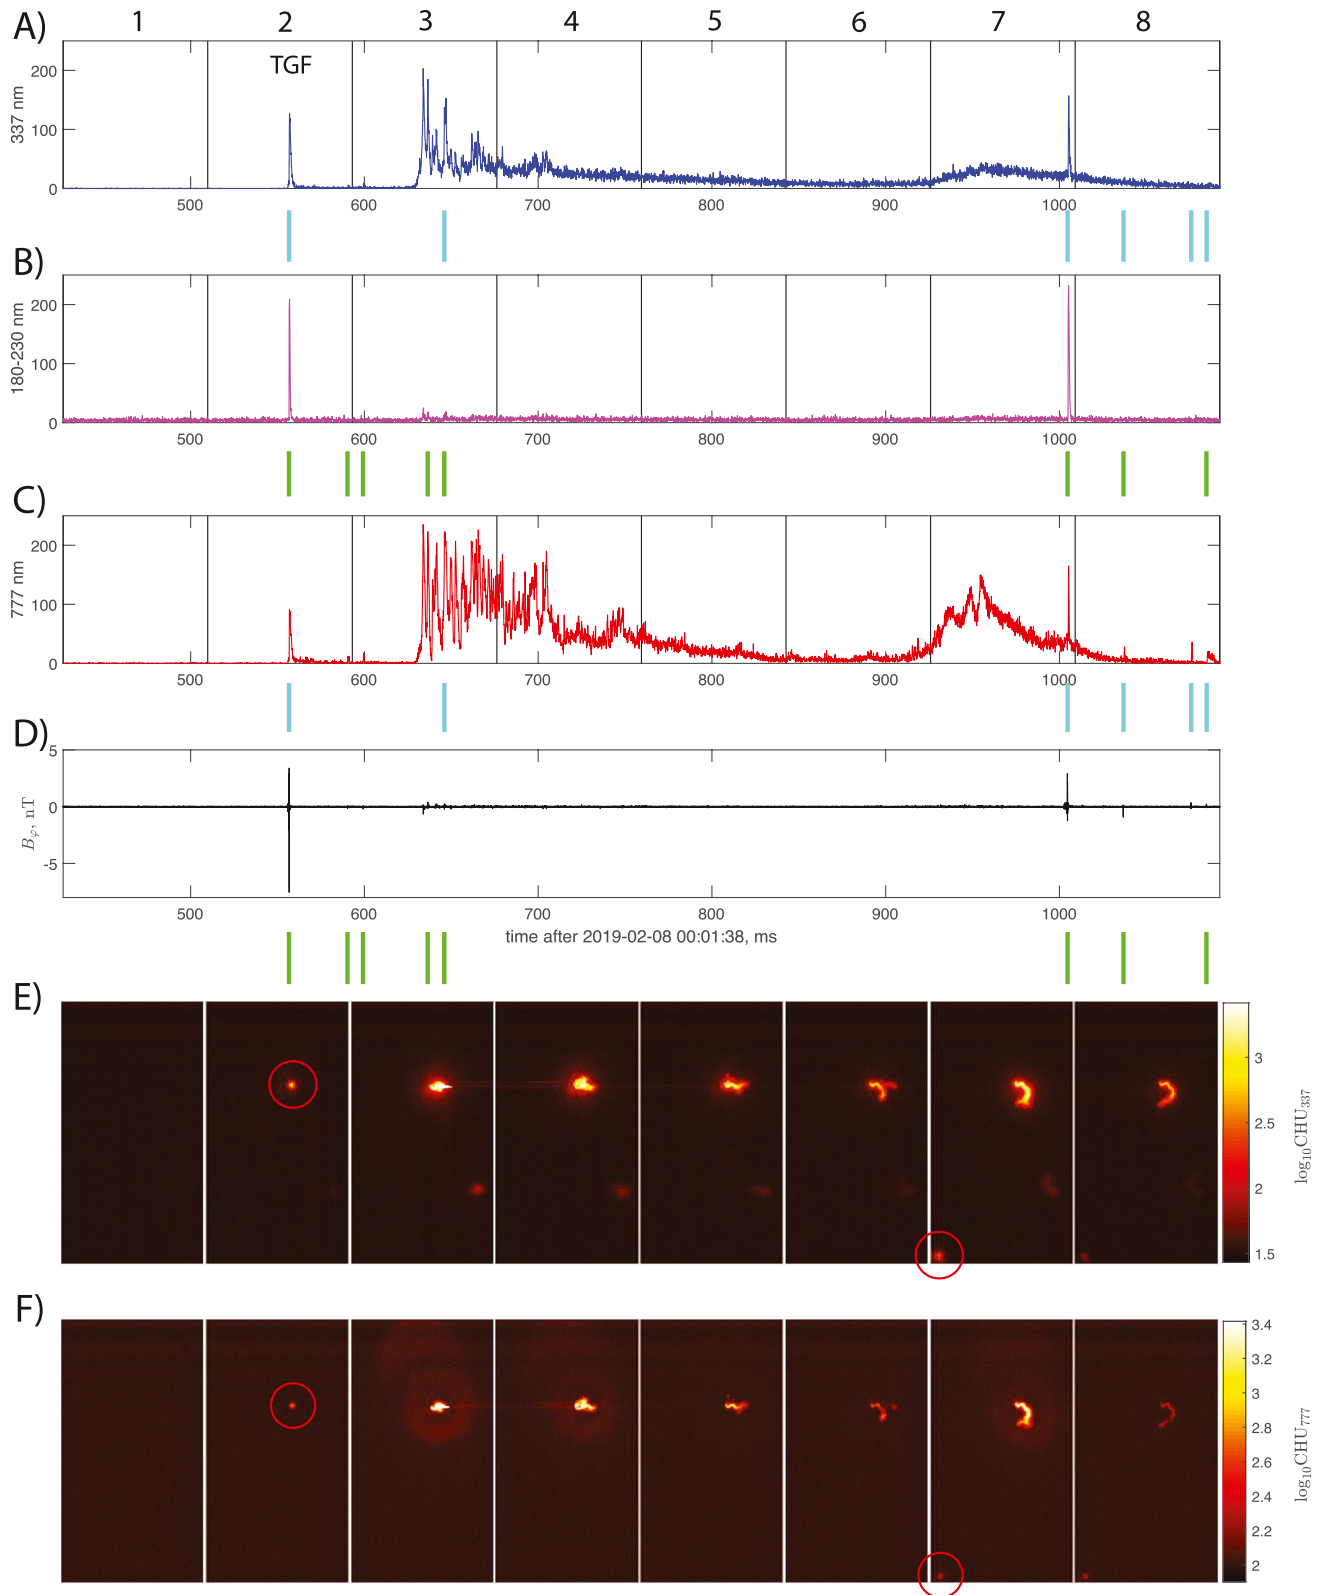 A) 1 2 3 4 5 6 7 8
TGF
337 nm
200
100
0
500 600 700 800 900 1000
B)
180-230 nm
200
100
0
500 600 700 800 900 1000
C)
777 nm
200
100
0
500 600 700 800 900 1000
D)
Bφ, nT
5
0
-5
500 600 700 800 900 1000
time after 2019-02-08 00:01:38, ms
E)
3
2.5
2
1.5
log₁₀CHU₃₃₇
F)
3.4
3.2
3
2.8
2.6
2.4
2.2
2
log₁₀CHU₇₇₇